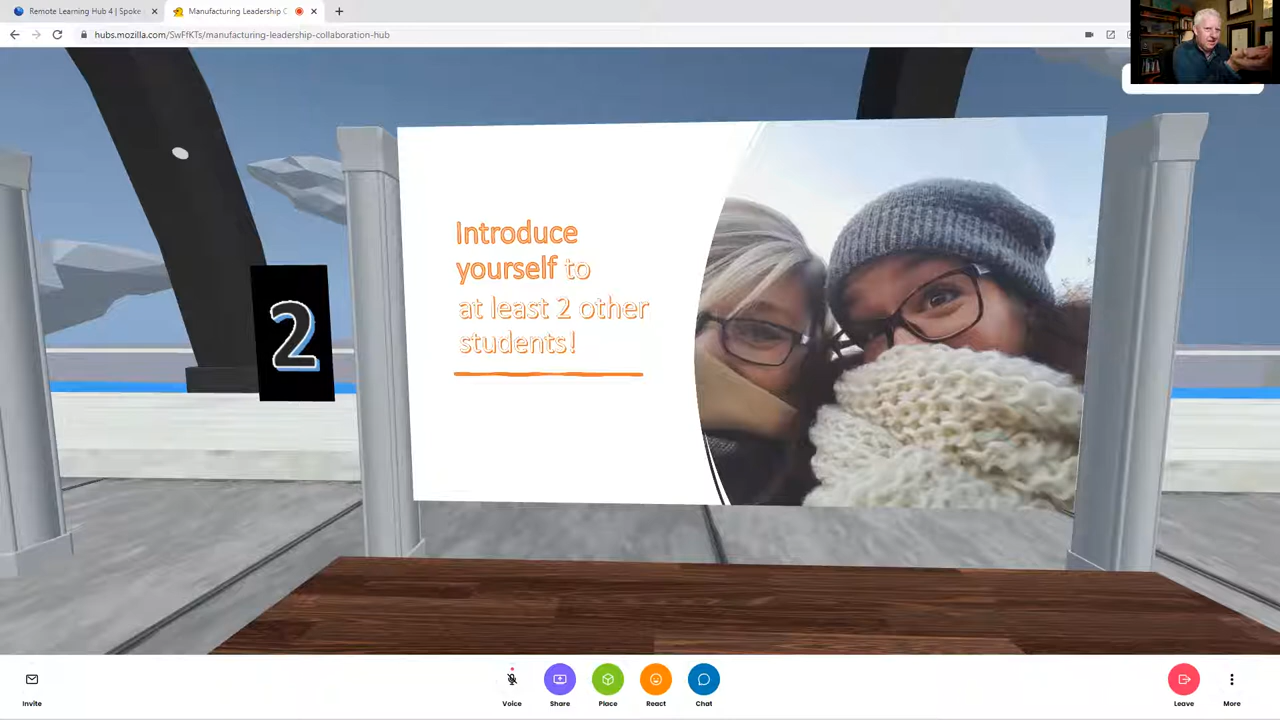 Remote Learning Hub 4 | Spoke
Manufacturing Leadership C
hubs.mozilla.com/SwFfKTs/manufacturing-leadership-collaboration-hub
Introduce
yourself to
at least 2 other
students!
2
Invite
Voice
Share
Place
React
Chat
Leave
More